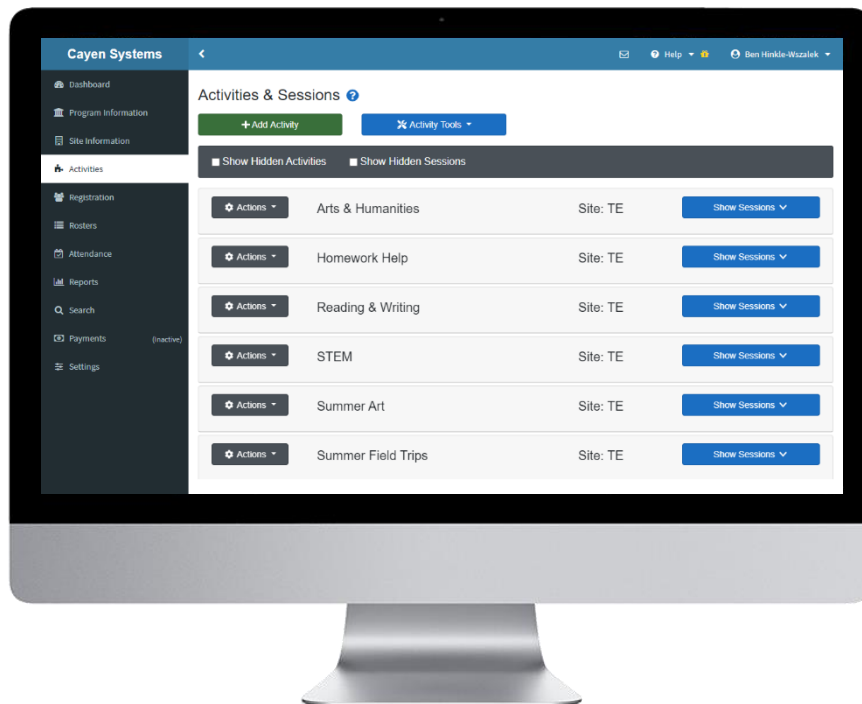 Cayen Systems
Help
Ben Hinkle-Wszalek
Dashboard
Program Information
Site Information
Activities
Registration
Rosters
Attendance
Reports
Search
Payments (Inactive)
Settings
Activities & Sessions ?
+ Add Activity
Activity Tools
Show Hidden Activities Show Hidden Sessions
Actions Arts & Humanities Site: TE Show Sessions
Actions Homework Help Site: TE Show Sessions
Actions Reading & Writing Site: TE Show Sessions
Actions STEM Site: TE Show Sessions
Actions Summer Art Site: TE Show Sessions
Actions Summer Field Trips Site: TE Show Sessions